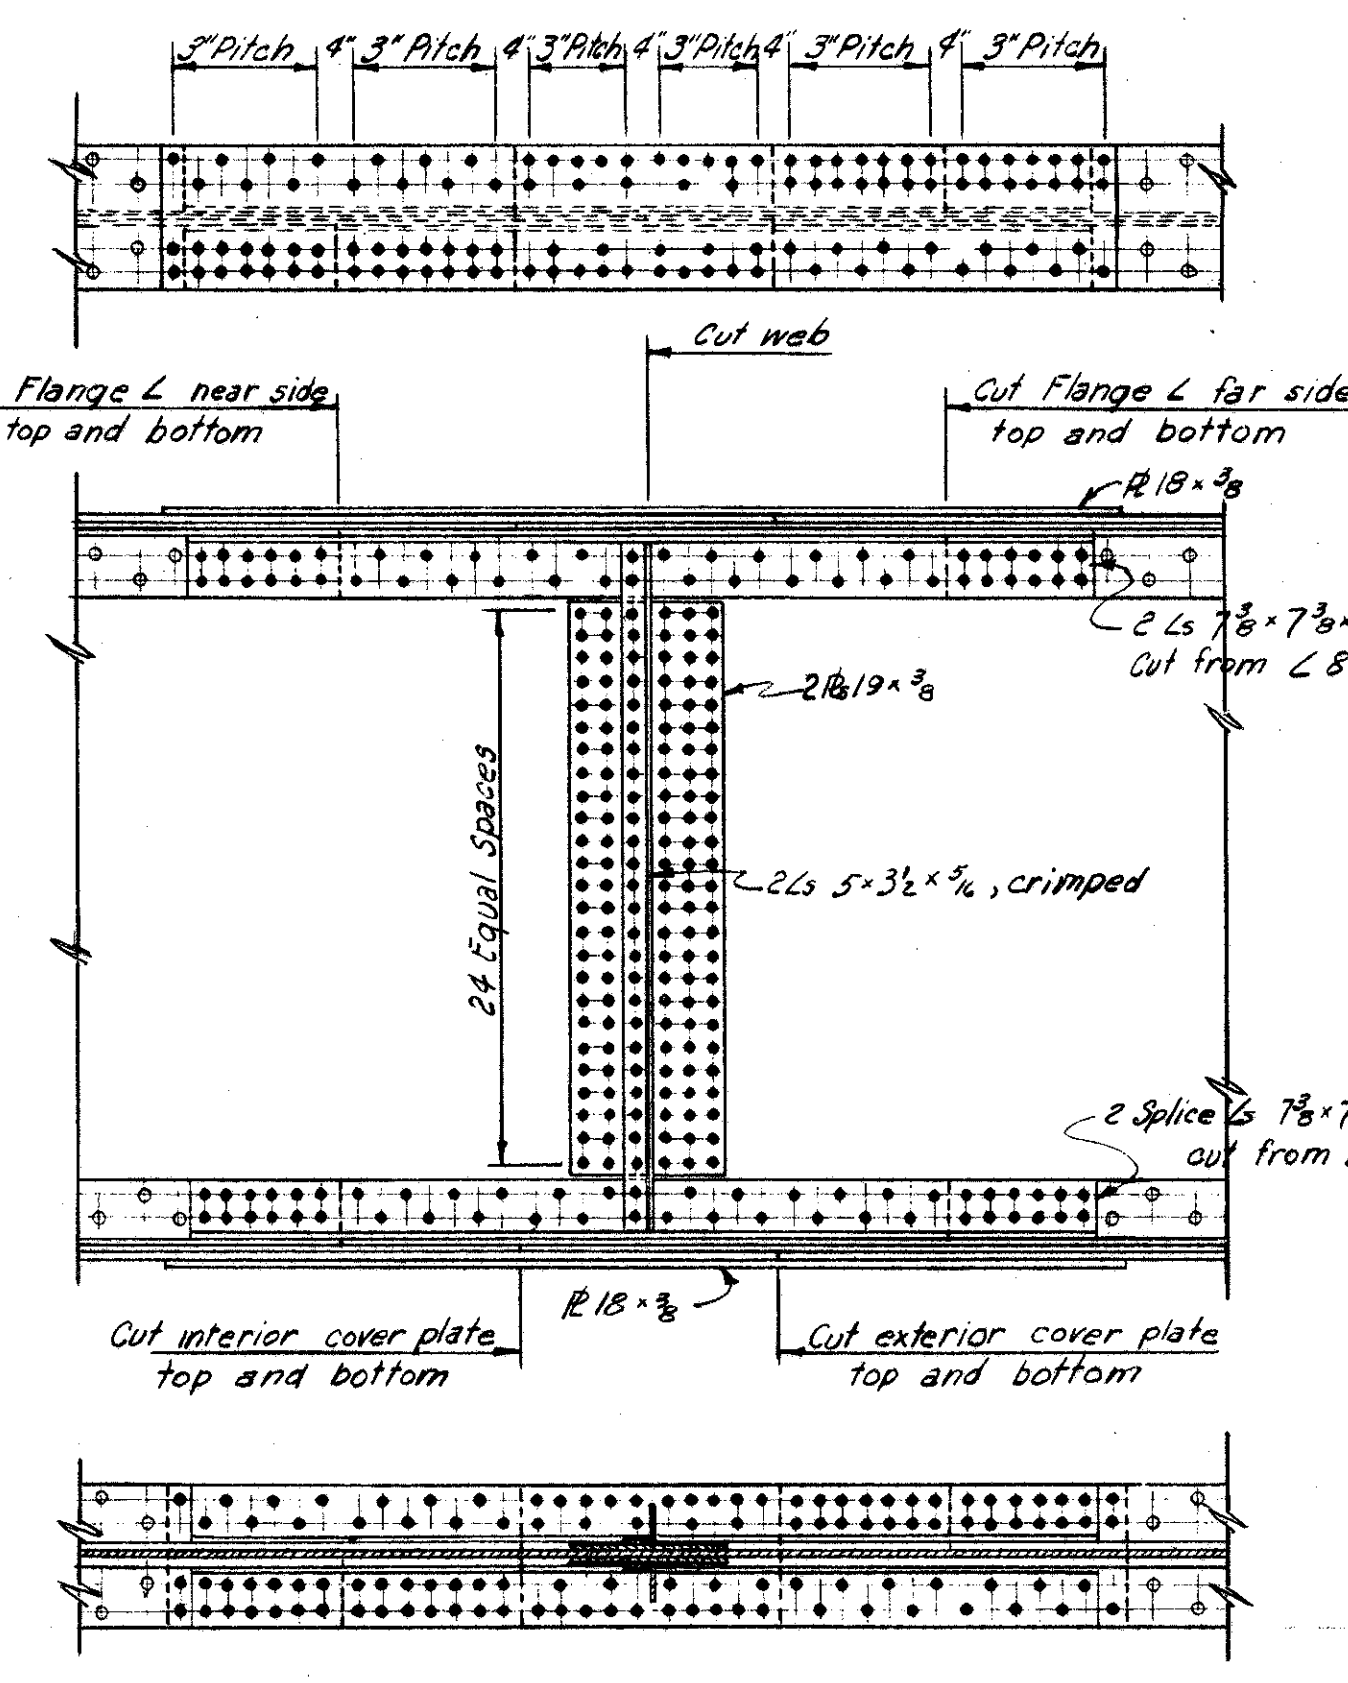 3" Pitch 4" 3" Pitch 4" 3" Pitch 4" 3" Pitch 4" 3" Pitch 4" 3" Pitch
Cut web
Flange ∠ near side
top and bottom
Cut Flange ∠ far side
top and bottom
℄ 18 × 3/8
2 ∠s 7 3/8 × 7 3/8 ×
Cut from ∠ 8
2 ℄s 19 × 3/8
24 Equal Spaces
2 ∠s 5 × 3 1/2 × 5/16, crimped
2 Splice ∠s 7 3/8 × 7
cut from
℄ 18 × 3/8
Cut interior cover plate
top and bottom
Cut exterior cover plate
top and bottom